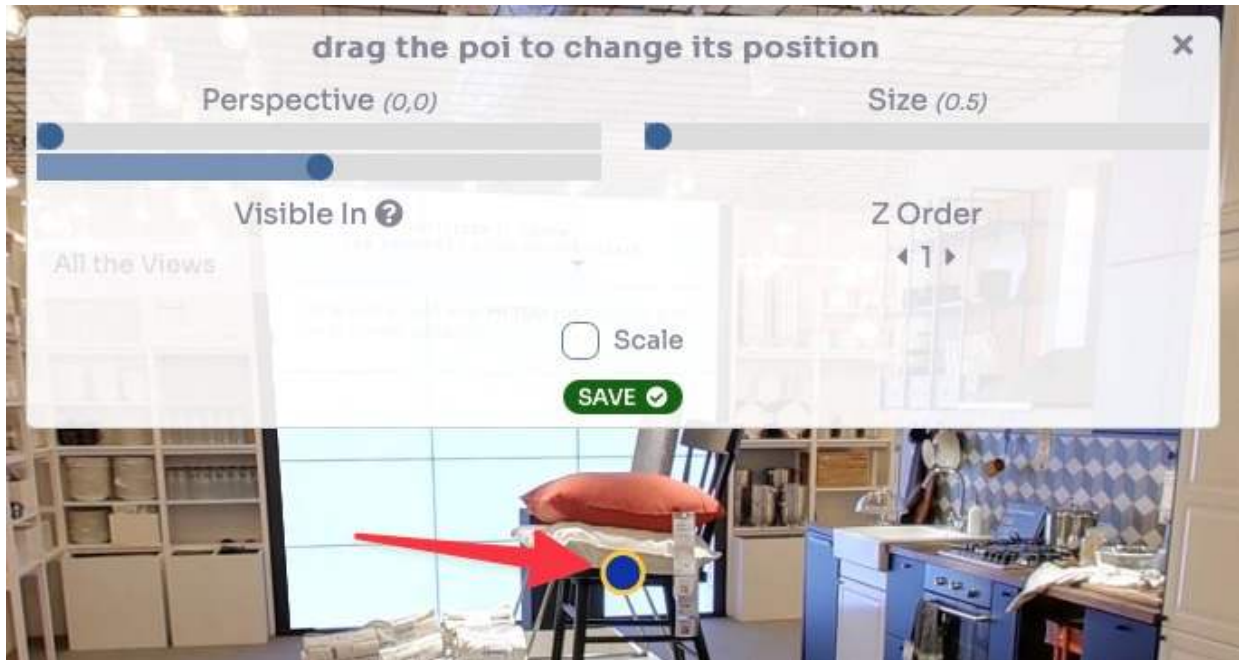 drag the poi to change its position
Perspective (0,0)
Size (0.5)
Visible In
Z Order
All the Views
1
Scale
SAVE